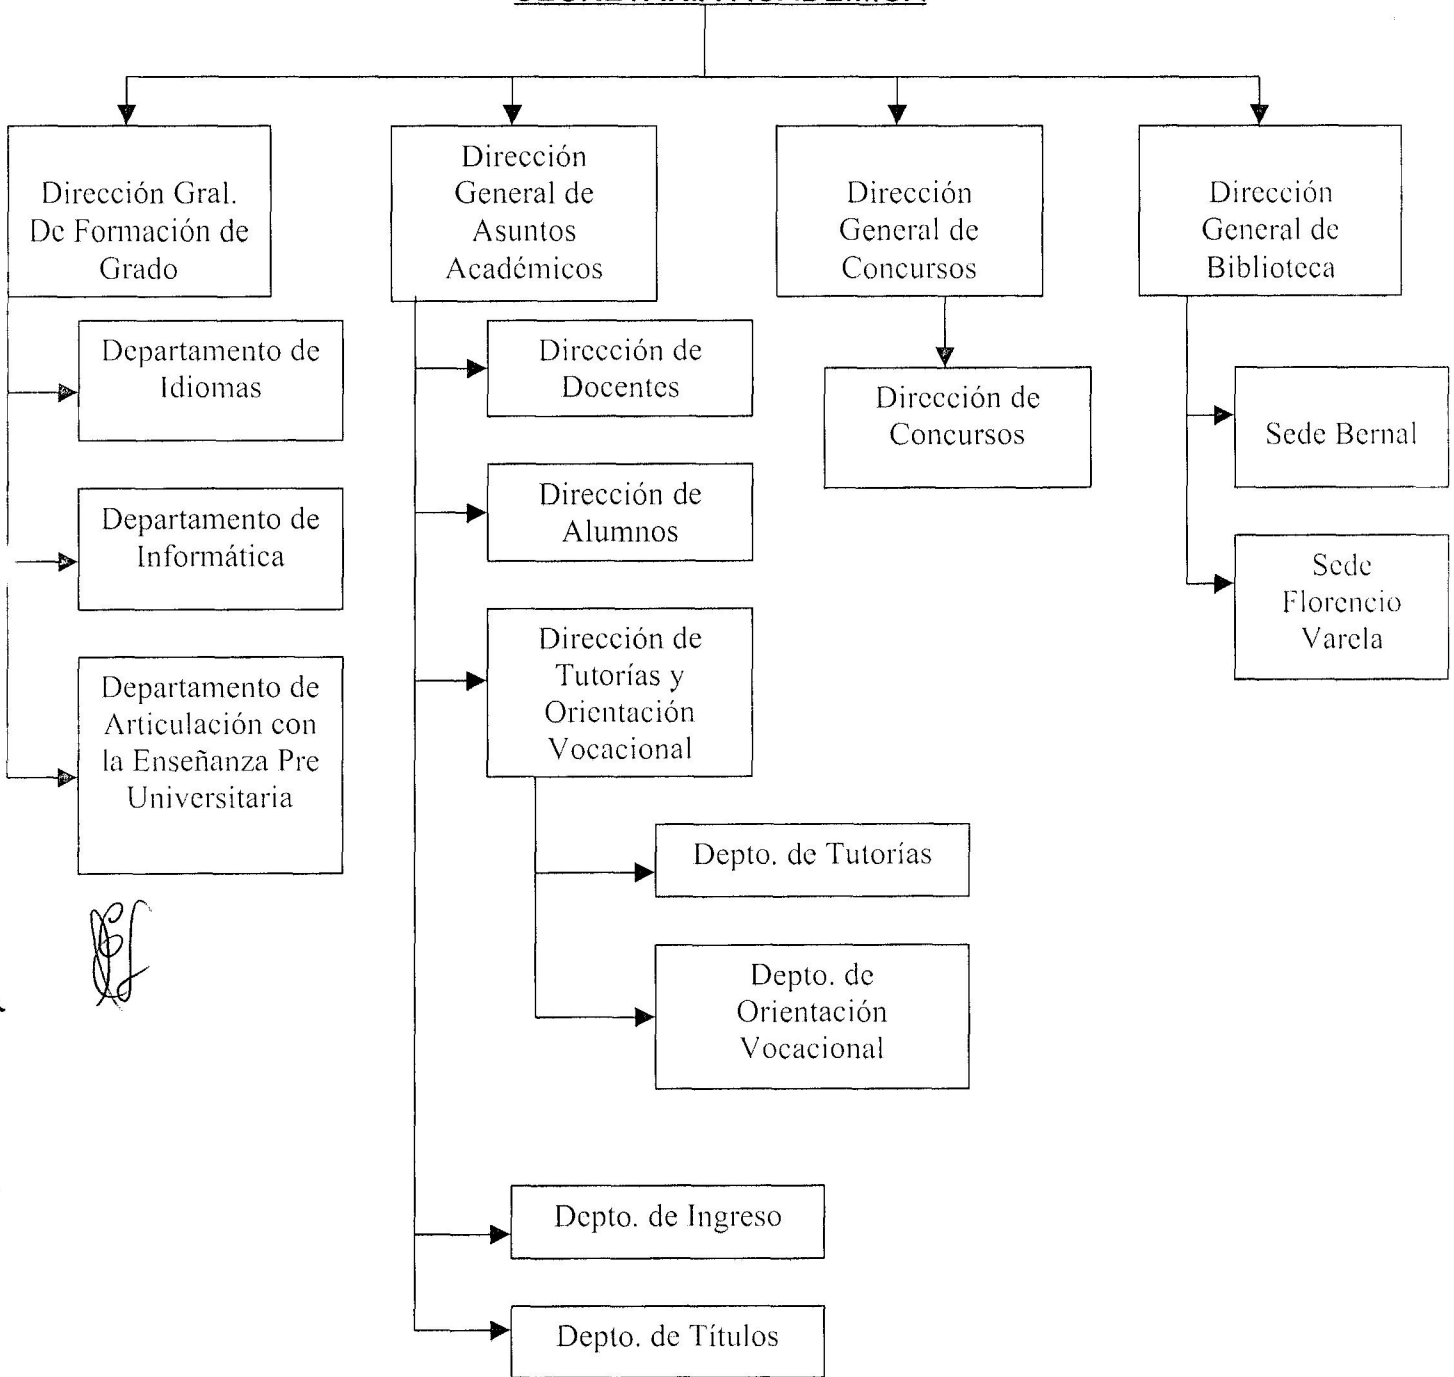 Dirección Gral.
De Formación de
Grado
Departamento de
Idiomas
Departamento de
Informática
Departamento de
Articulación con
la Enseñanza Pre
Universitaria
Dirección
General de
Asuntos
Académicos
Dirección de
Docentes
Dirección de
Alumnos
Dirección de
Tutorías y
Orientación
Vocacional
Depto. de Tutorías
Depto. de
Orientación
Vocacional
Depto. de Ingreso
Depto. de Títulos
Dirección
General de
Concursos
Dirección de
Concursos
Dirección
General de
Biblioteca
Sede Bernal
Sede
Florencio
Varela